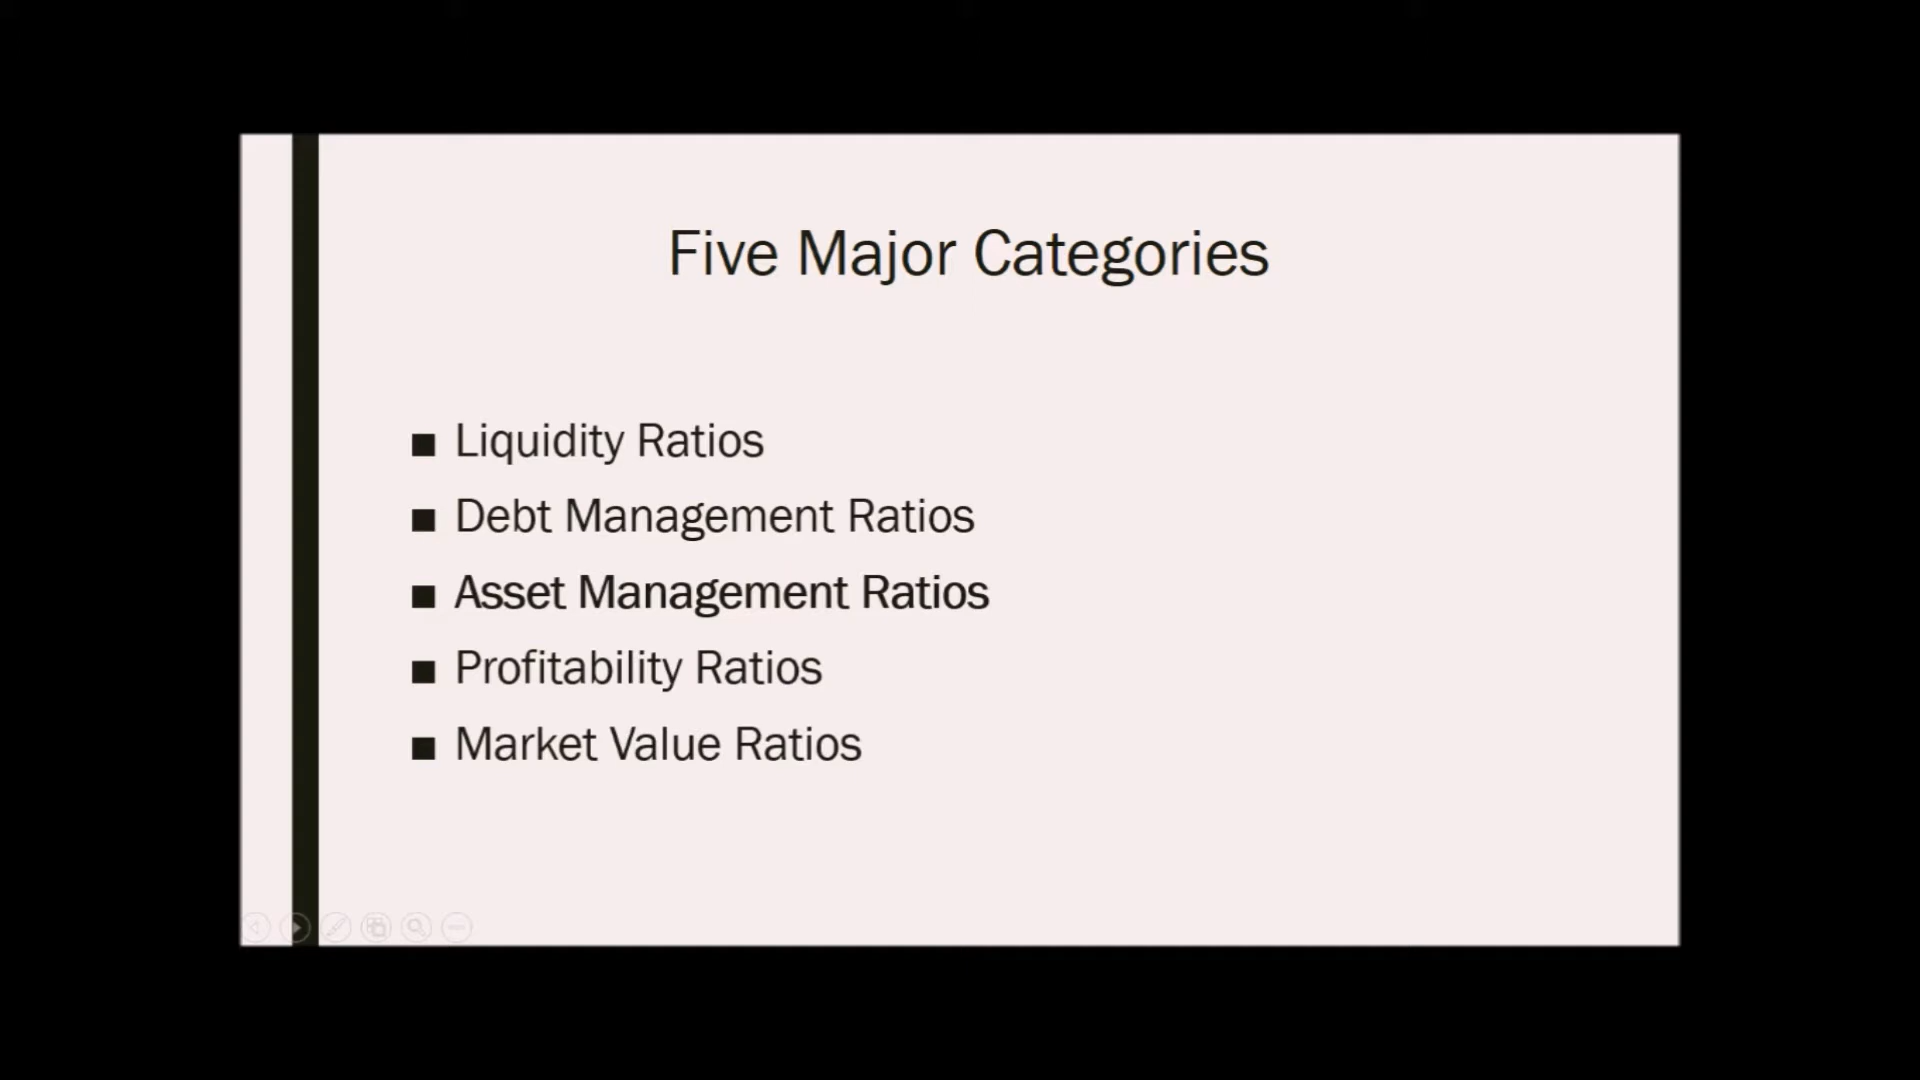 Five Major Categories
■ Liquidity Ratios
■ Debt Management Ratios
■ Asset Management Ratios
■ Profitability Ratios
■ Market Value Ratios